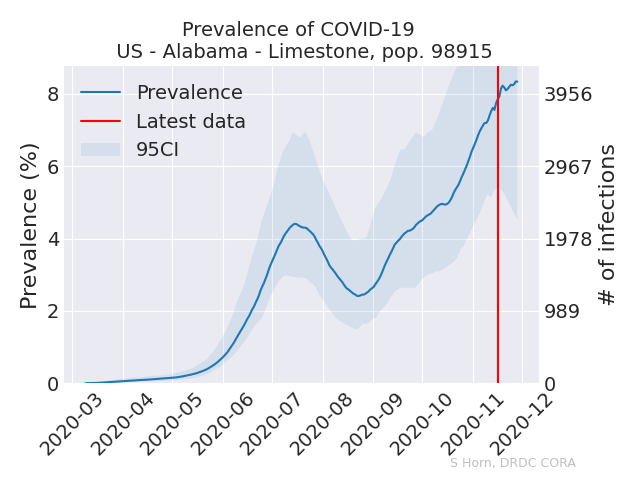 Prevalence of COVID-19
US - Alabama - Limestone, pop. 98915
Prevalence
Latest data
95CI
Prevalence (%)
8
6
4
2
0
3956
2967
1978
989
0
# of infections
2020-03
2020-04
2020-05
2020-06
2020-07
2020-08
2020-09
2020-10
2020-11
2020-12
S Horn, DRDC CORA